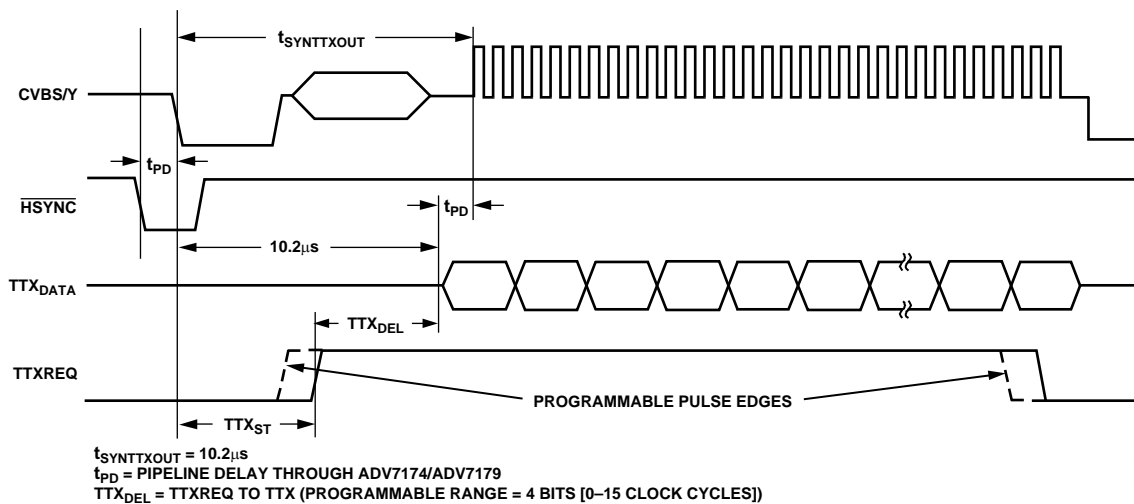 tSYNTTXOUT
CVBS/Y
tPD
HSYNC
tPD
10.2µs
TTXDATA
TTXDEL
TTXREQ
PROGRAMMABLE PULSE EDGES
TTXST
tSYNTTXOUT = 10.2µs
tPD = PIPELINE DELAY THROUGH ADV7174/ADV7179
TTXDEL = TTXREQ TO TTX (PROGRAMMABLE RANGE = 4 BITS [0–15 CLOCK CYCLES])